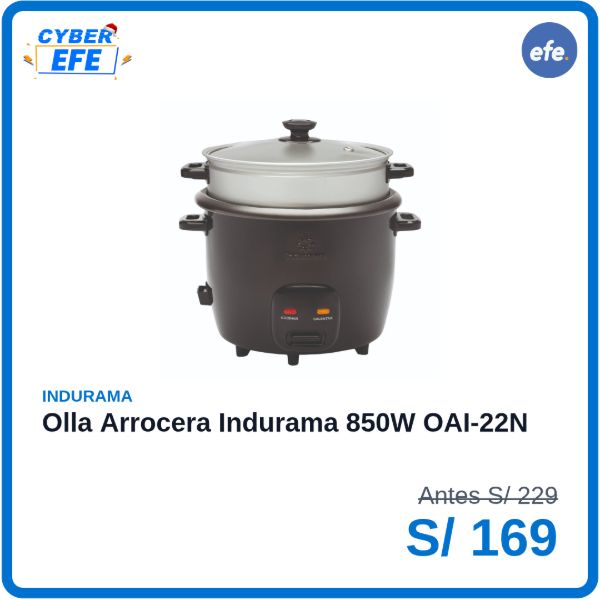 CYBER
EFE
efe.
INDURAMA
Olla Arrocera Indurama 850W OAI-22N
Antes S/ 229
S/ 169